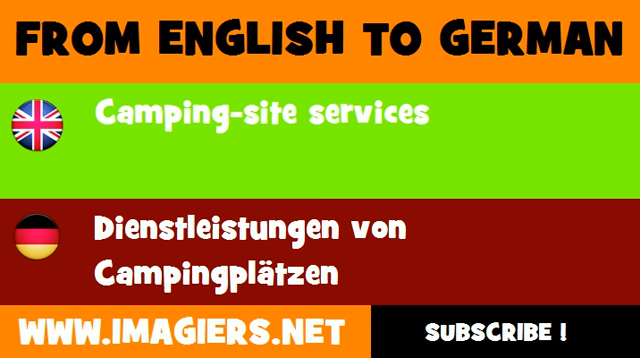 FROM ENGLISH TO GERMAN
Camping-site services
Dienstleistungen von
Campingplätzen
WWW.IMAGIERS.NET
SUBSCRIBE !